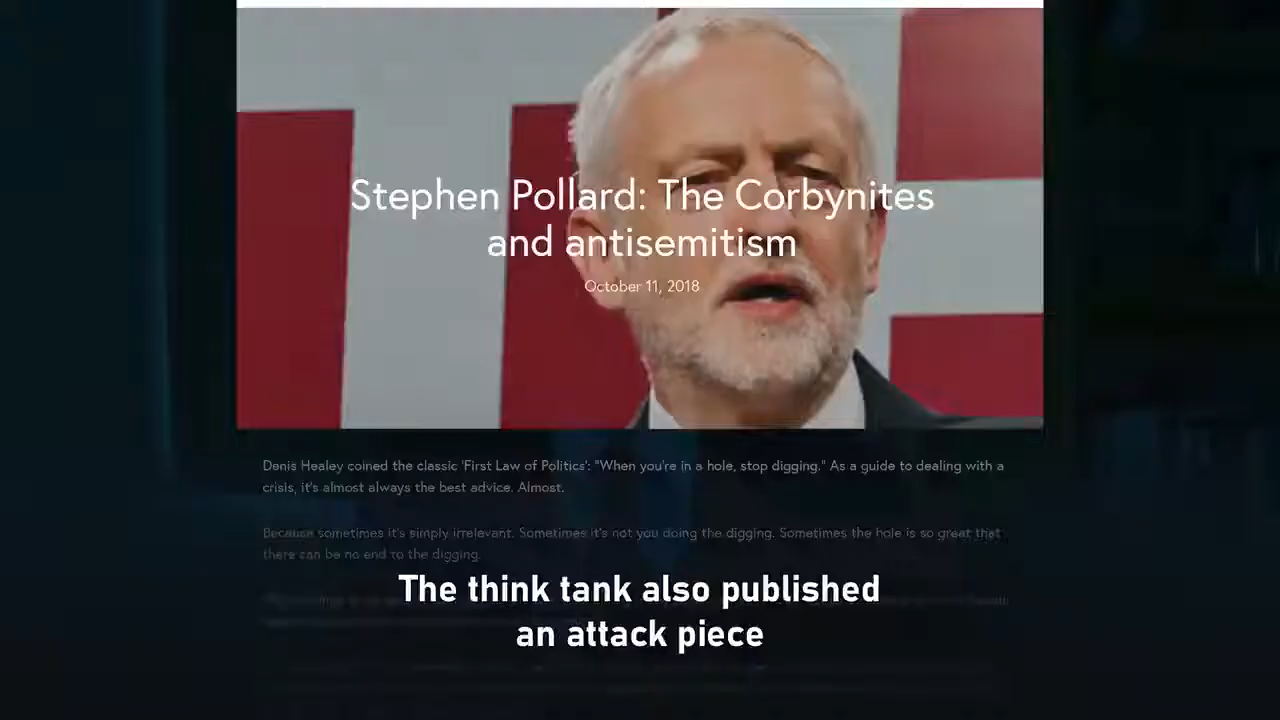 Stephen Pollard: The Corbynites
and antisemitism
October 11, 2018
Denis Healey coined the classic 'First Law of Politics': "When you're in a hole, stop digging." As a guide to dealing with a
crisis, it's almost always the best advice. Almost.
Because sometimes it's simply irrelevant. Sometimes it's not you doing the digging. Sometimes the hole is so great that
there can be no end to the digging.
The think tank also published
an attack piece